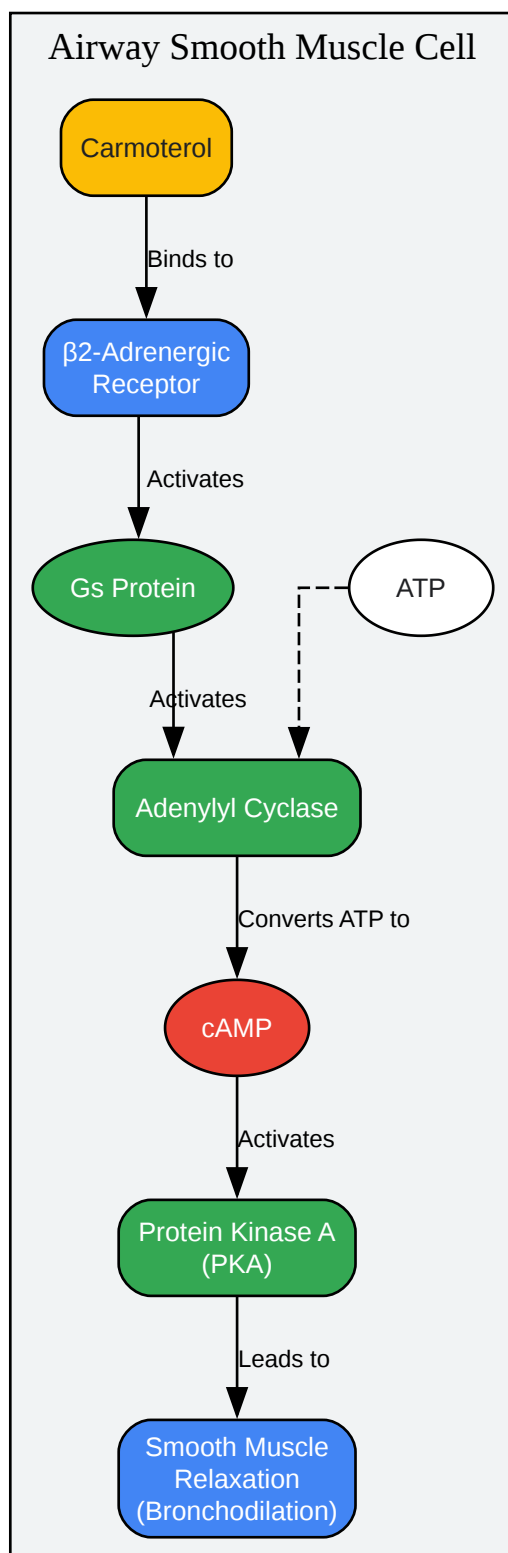 Airway Smooth Muscle Cell
Carmoterol
Binds to
β2-Adrenergic
Receptor
Activates
Gs Protein
ATP
Activates
Adenylyl Cyclase
Converts ATP to
cAMP
Activates
Protein Kinase A
(PKA)
Leads to
Smooth Muscle
Relaxation
(Bronchodilation)